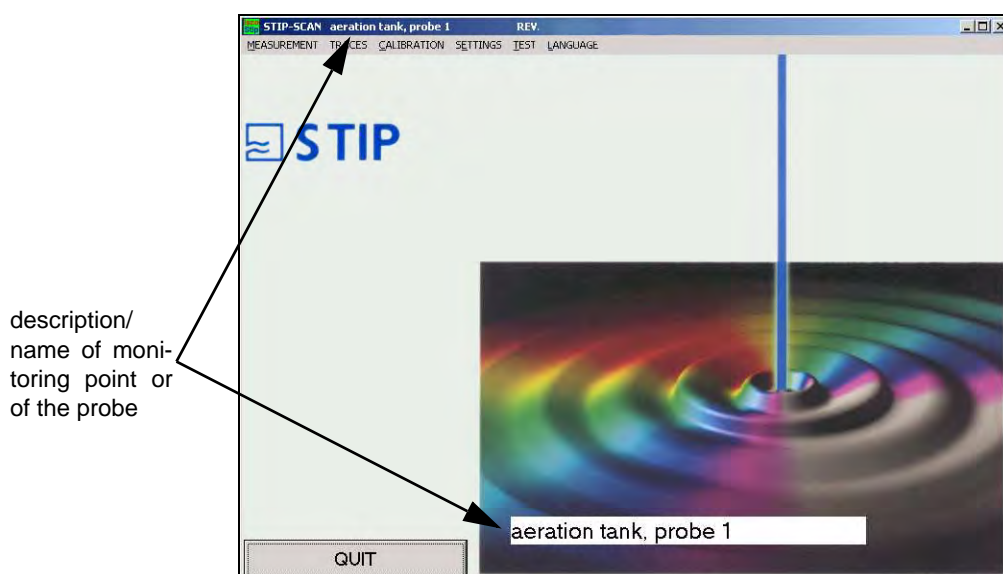 STIP-SCAN aeration tank, probe 1 REV.
MEASUREMENT TRACES CALIBRATION SETTINGS TEST LANGUAGE
STIP
description/
name of moni-
toring point or
of the probe
aeration tank, probe 1
QUIT